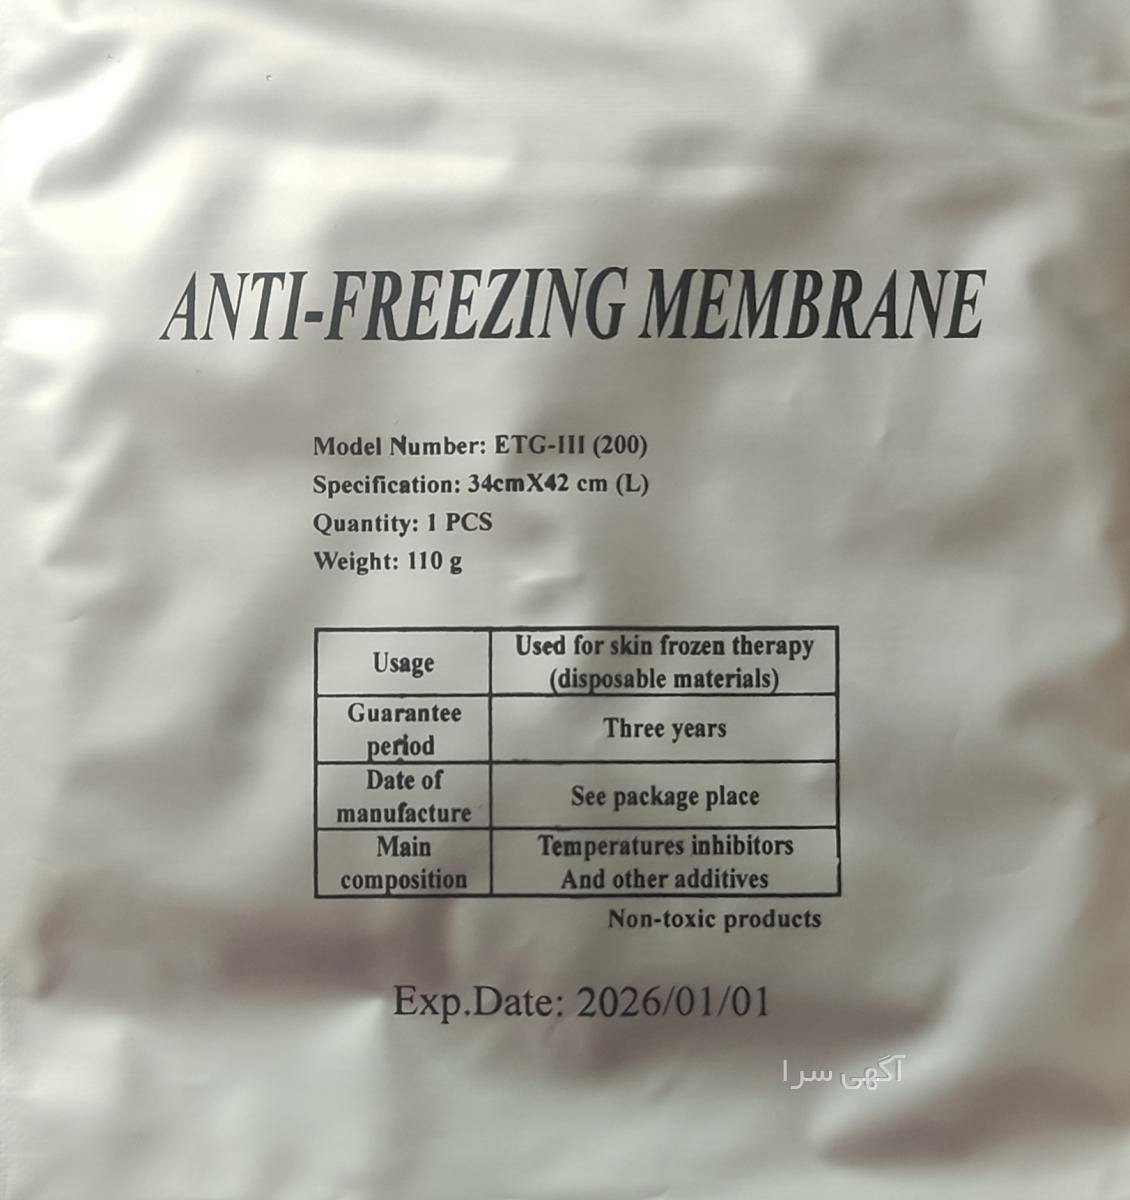 ANTI-FREEZING MEMBRANE
Model Number: ETG-III (200)
Specification: 34cmX42 cm (L)
Quantity: 1 PCS
Weight: 110 g
Usage
Used for skin frozen therapy
(disposable materials)
Guarantee
period
Three years
Date of
manufacture
See package place
Main
composition
Temperatures inhibitors
And other additives
Non-toxic products
Exp.Date: 2026/01/01
آگهی سرا